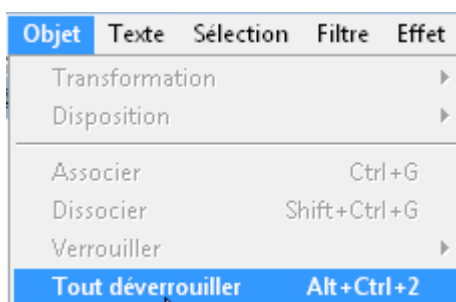 Objet Texte Sélection Filtre Effet
Transformation
Disposition
Associer Ctrl+G
Dissocier Shift+Ctrl+G
Verrouiller
Tout déverrouiller Alt+Ctrl+2